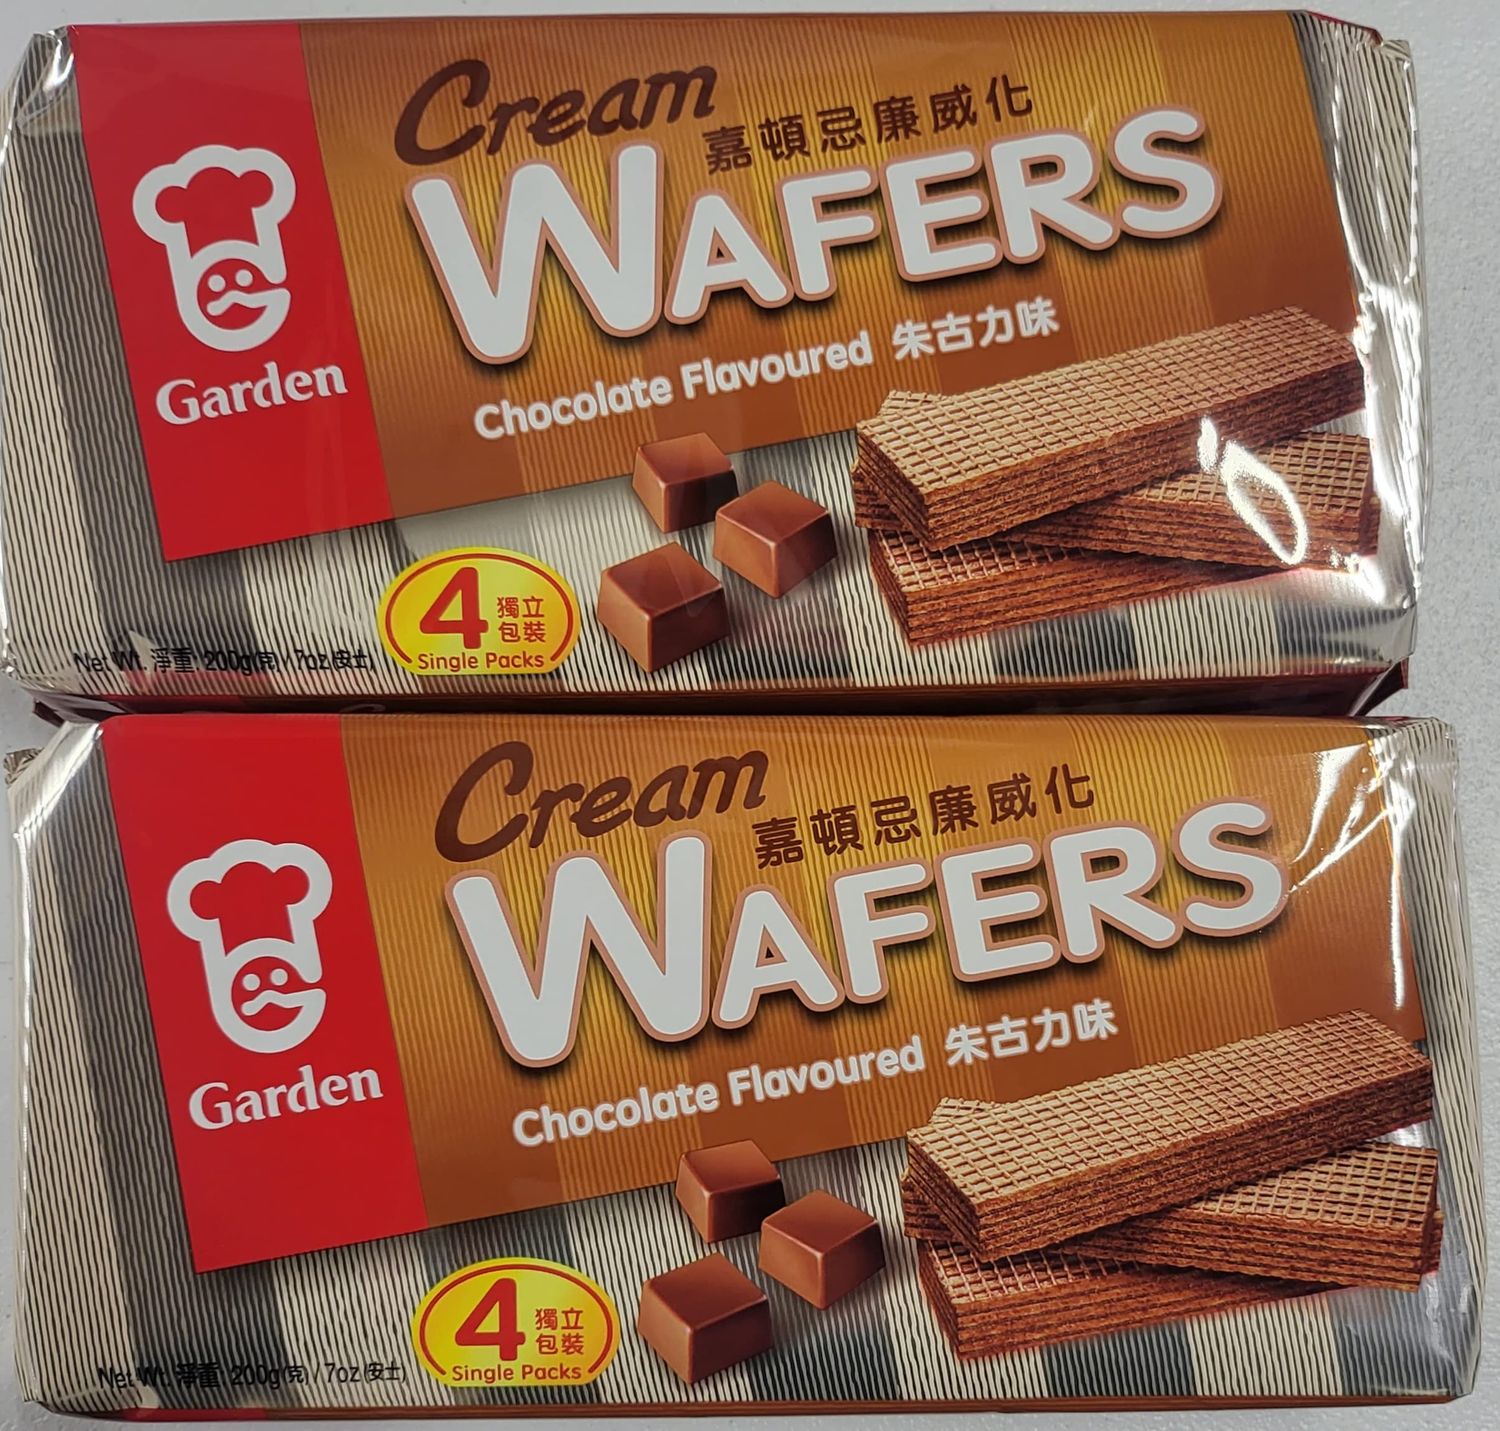 Cream
嘉頓忌廉威化
WAFERS
Chocolate Flavoured 朱古力味
Garden
4 獨立
包裝
Single Packs
Net Wt. 淨重 200g(克)/7oz(安士)
Cream
嘉頓忌廉威化
WAFERS
Chocolate Flavoured 朱古力味
Garden
4 獨立
包裝
Single Packs
Net Wt. 淨重 200g(克)/7oz(安士)